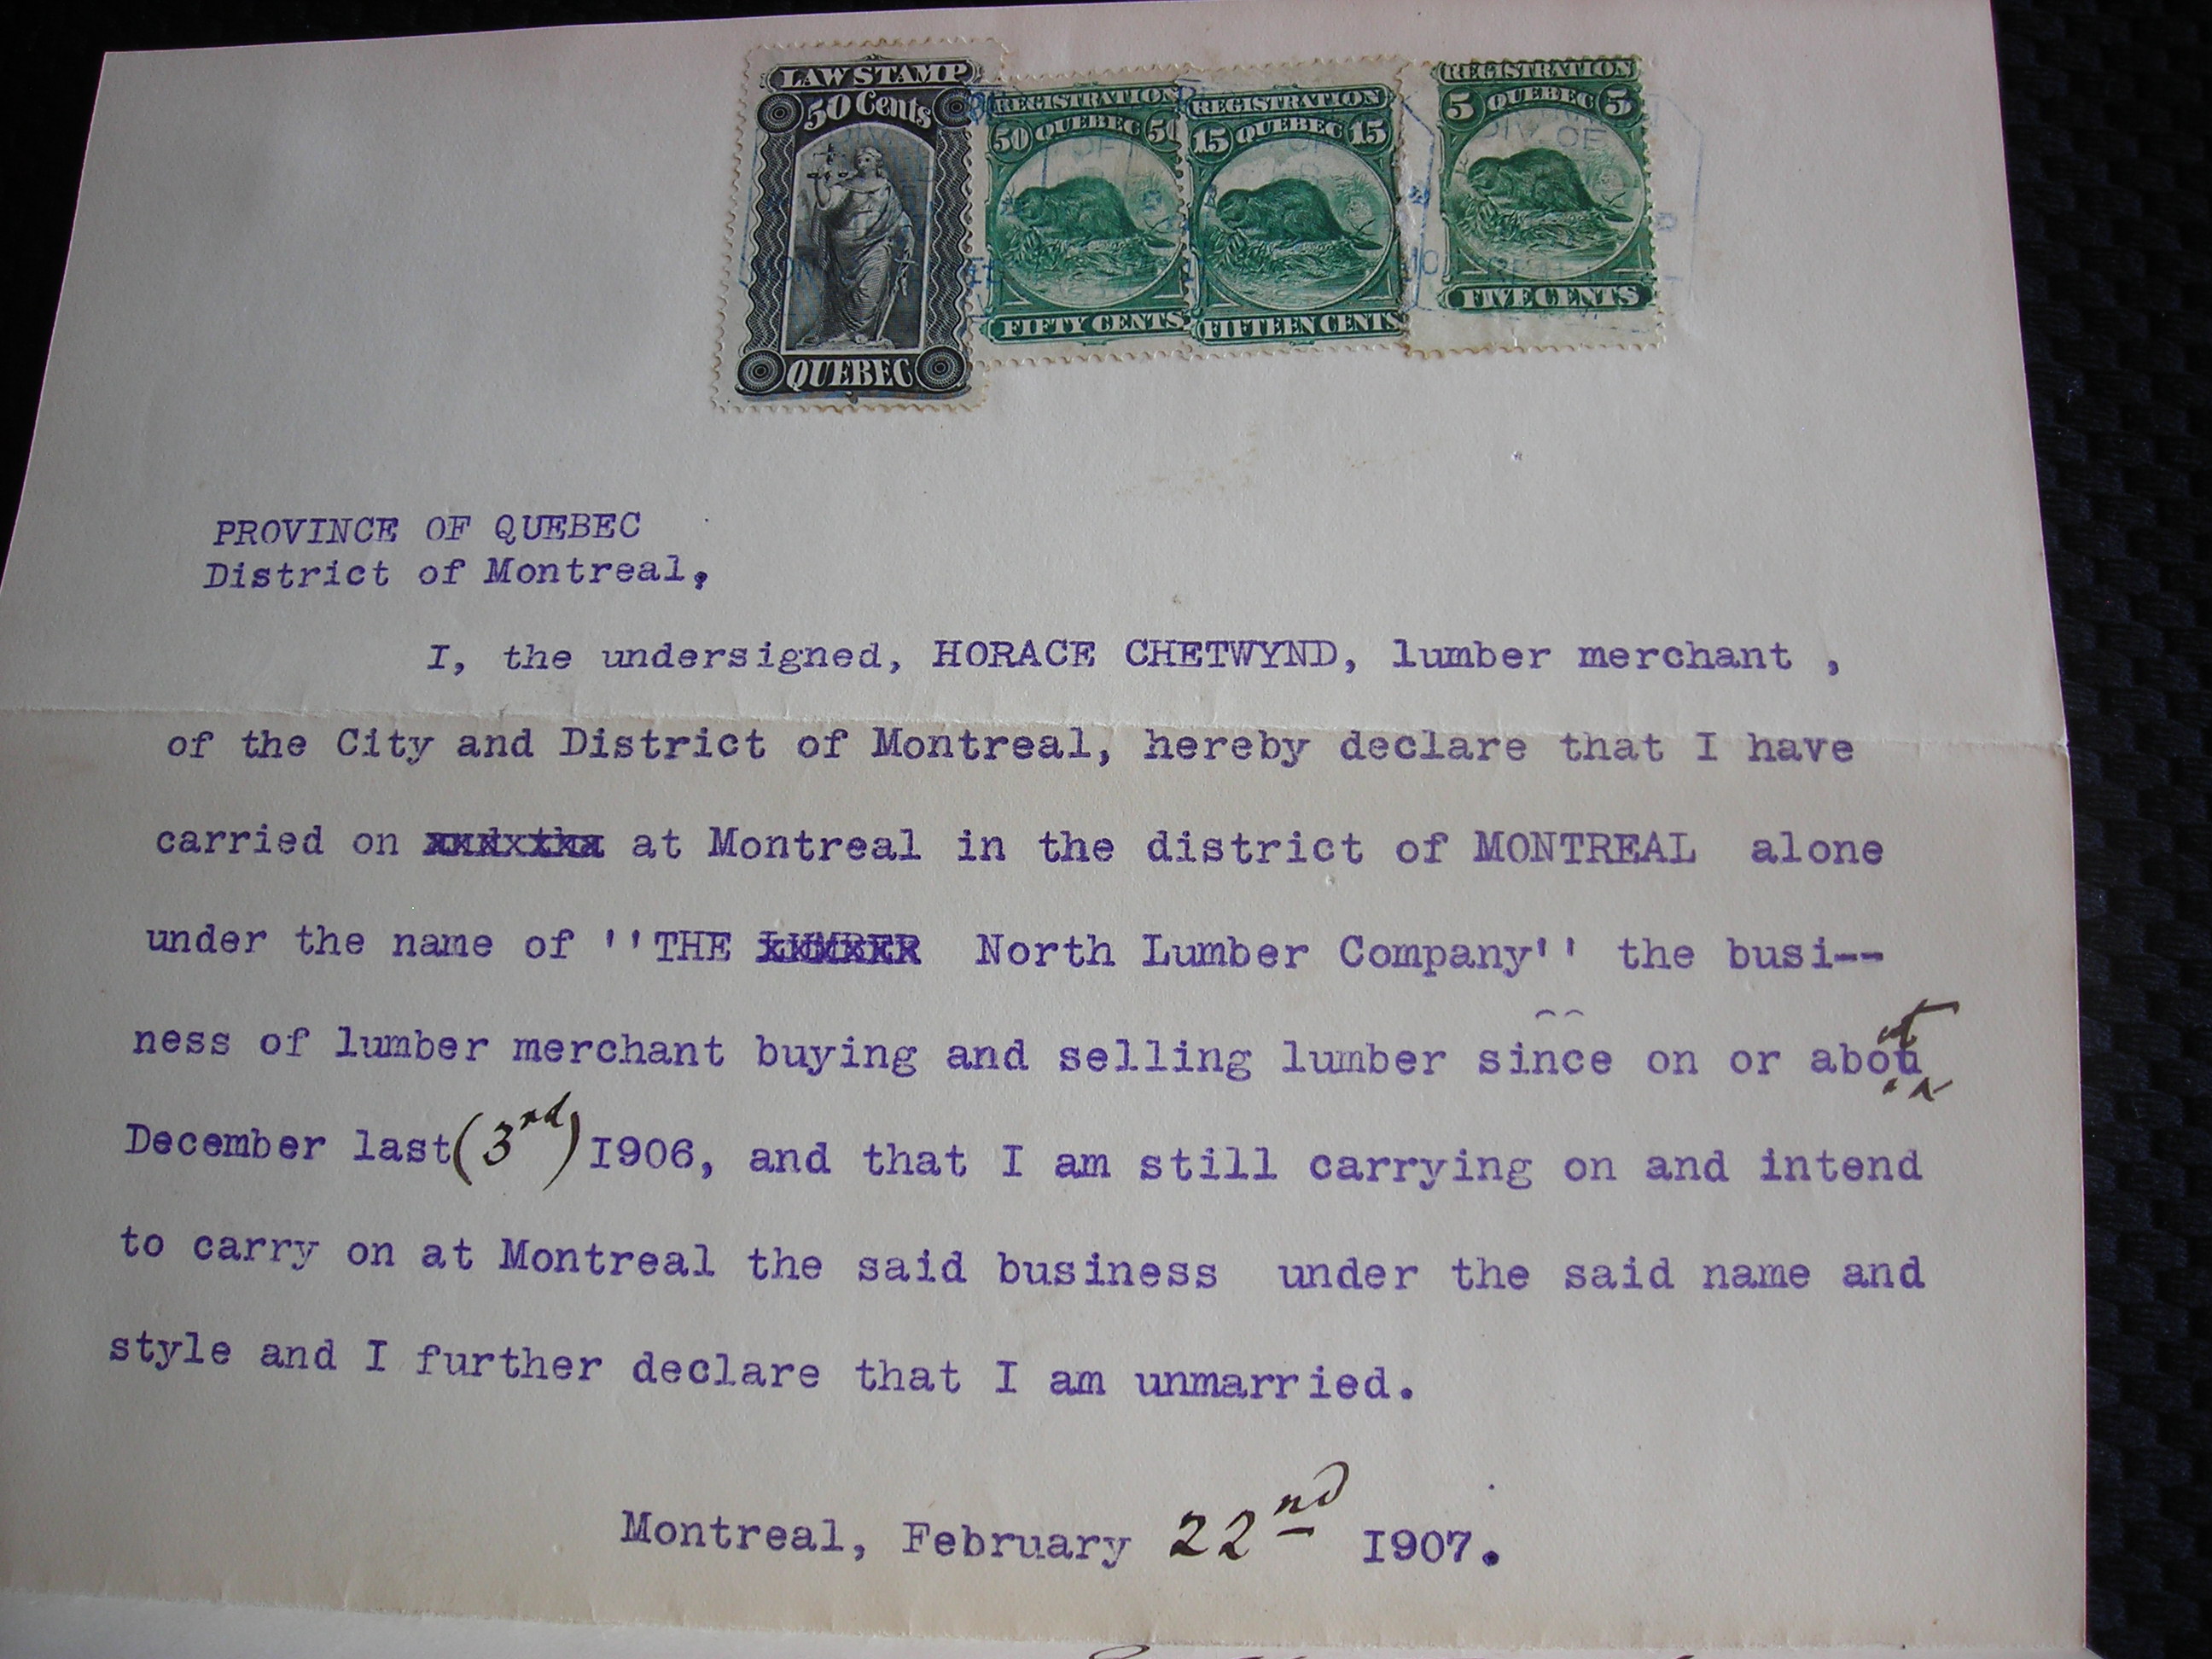 LAW STAMP
50 Cents
QUEBEC
REGISTRATION
50 QUEBEC 50
FIFTY CENTS
REGISTRATION
15 QUEBEC 15
FIFTEEN CENTS
REGISTRATION
5 QUEBEC 5
FIVE CENTS
PROVINCE OF QUEBEC
District of Montreal,
I, the undersigned, HORACE CHETWYND, lumber merchant ,
of the City and District of Montreal, hereby declare that I have
carried on at Montreal in the district of MONTREAL alone
under the name of ''THE LUMBER North Lumber Company'' the busi--
ness of lumber merchant buying and selling lumber since on or about
December last (3rd) I906, and that I am still carrying on and intend
to carry on at Montreal the said business under the said name and
style and I further declare that I am unmarried.
Montreal, February 22nd I907.